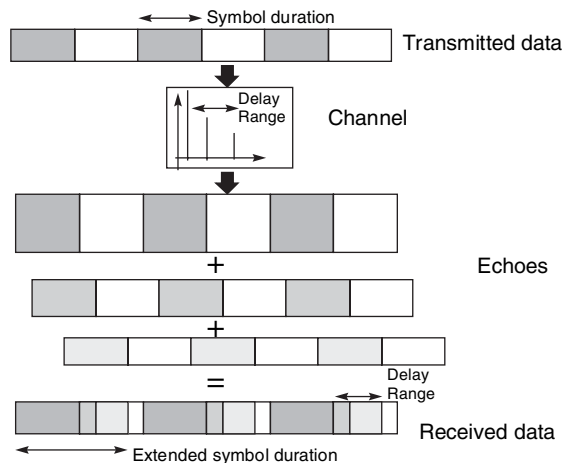 Symbol duration
Transmitted data
Delay
Range
Channel
+
Echoes
+
=
Delay
Range
Received data
Extended symbol duration